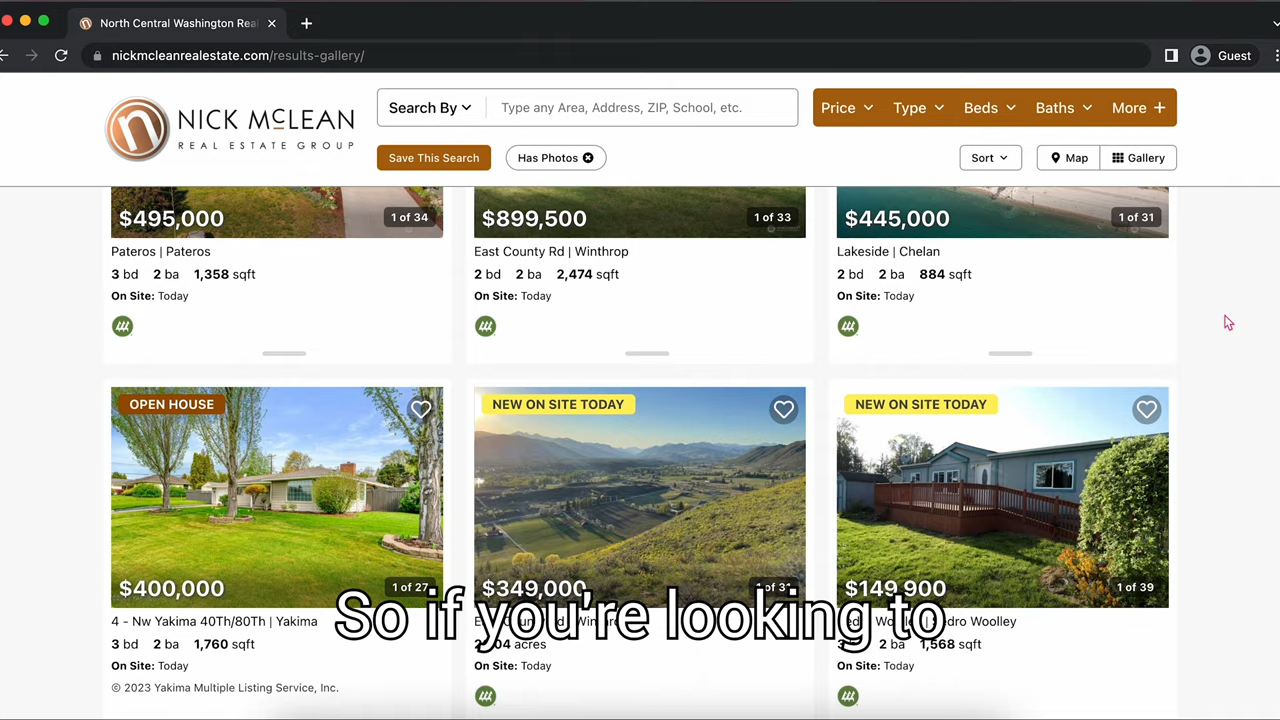 North Central Washington Rea
nickmcleanrealestate.com/results-gallery/
Guest
NICK McLEAN
REAL ESTATE GROUP
Search By
Type any Area, Address, ZIP, School, etc.
Price
Type
Beds
Baths
More
Save This Search
Has Photos
Sort
Map
Gallery
$495,000
1 of 34
$899,500
1 of 33
$445,000
1 of 31
Pateros | Pateros
East County Rd | Winthrop
Lakeside | Chelan
3 bd 2 ba 1,358 sqft
2 bd 2 ba 2,474 sqft
2 bd 2 ba 884 sqft
On Site: Today
On Site: Today
On Site: Today
OPEN HOUSE
NEW ON SITE TODAY
NEW ON SITE TODAY
$400,000
1 of 27
$349,000
$149,900
1 of 39
So if you're looking to
4 - Nw Yakima 40Th/80Th | Yakima
Sedro Woolley
3 bd 2 ba 1,760 sqft
acres
2 ba 1,568 sqft
On Site: Today
On Site: Today
On Site: Today
© 2023 Yakima Multiple Listing Service, Inc.